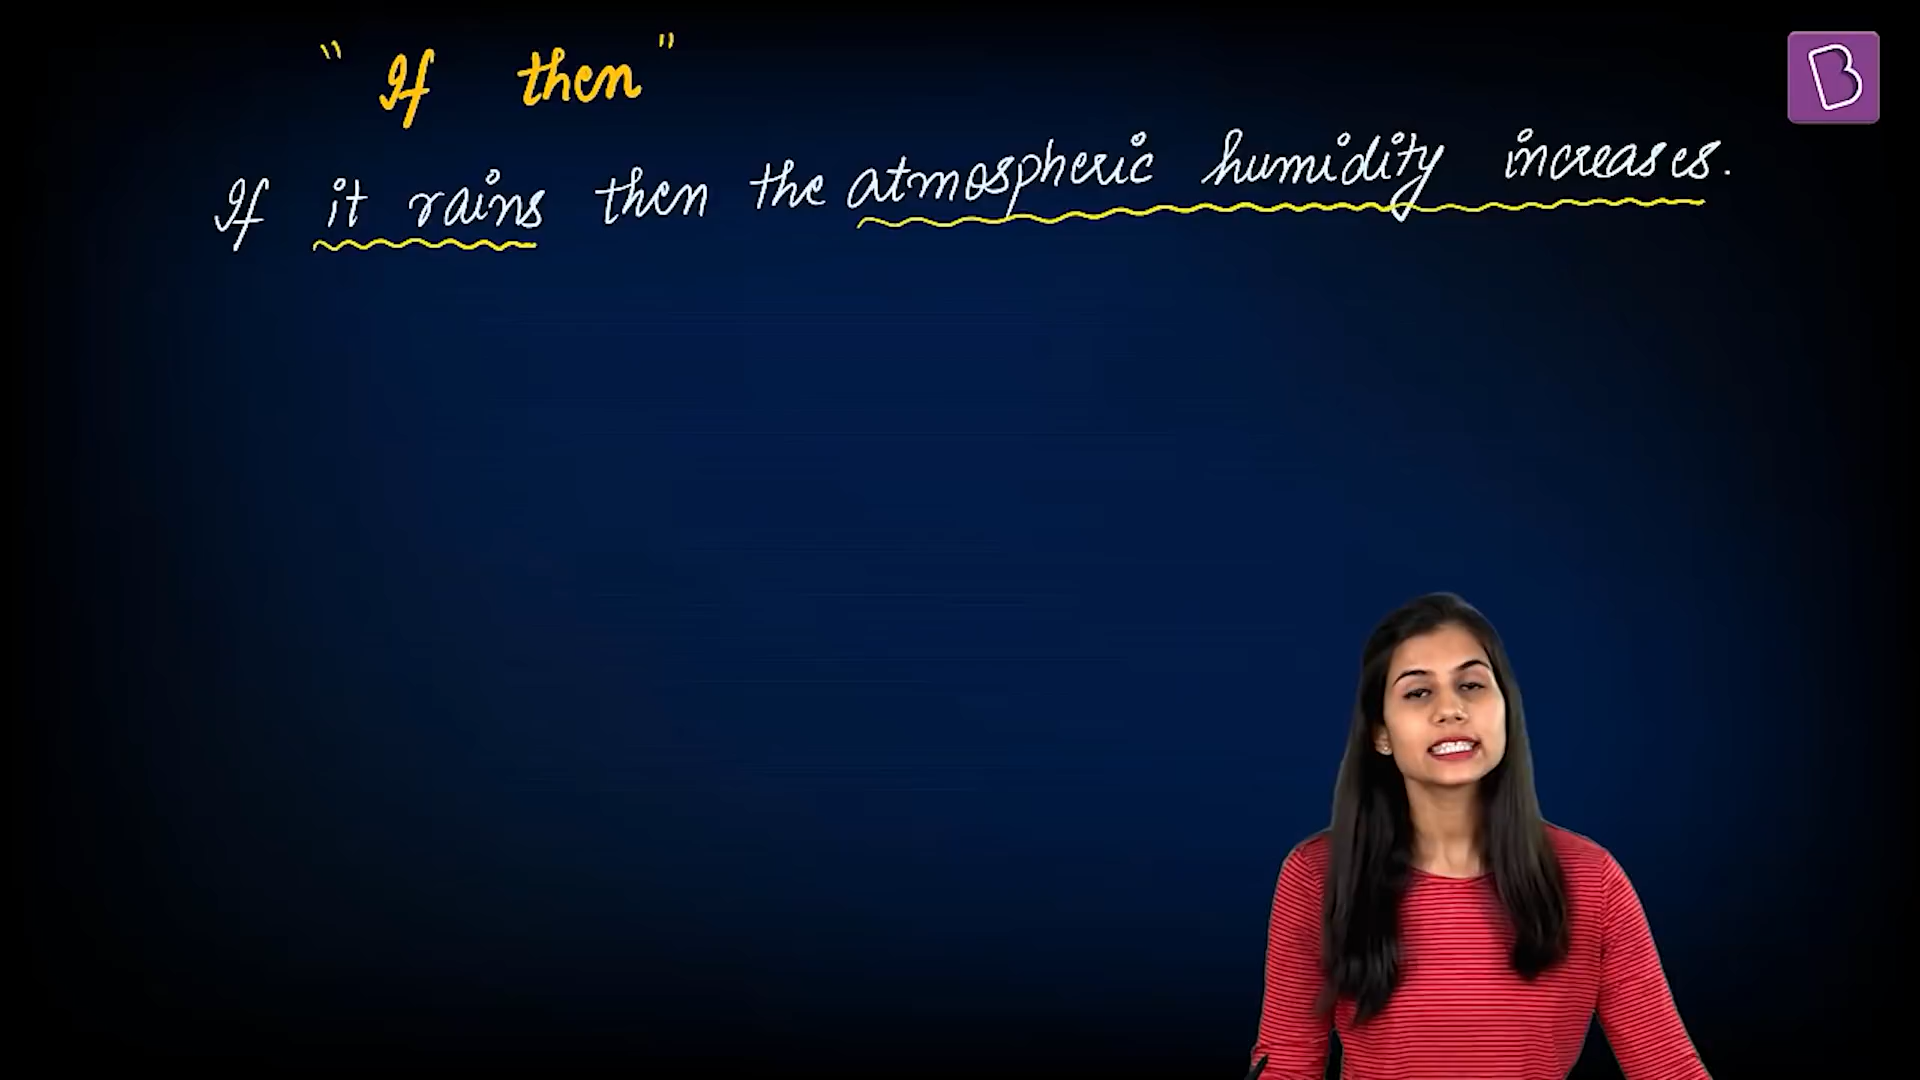 "If then"
If it rains then the atmospheric humidity increases.
B